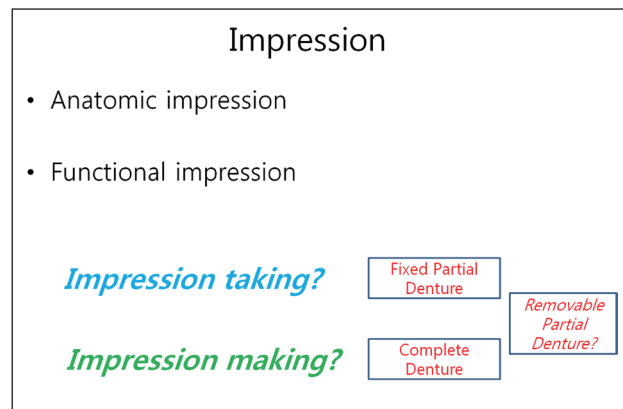 Impression
• Anatomic impression
• Functional impression
Impression taking?
Fixed Partial
Denture
Removable
Partial
Denture?
Impression making?
Complete
Denture